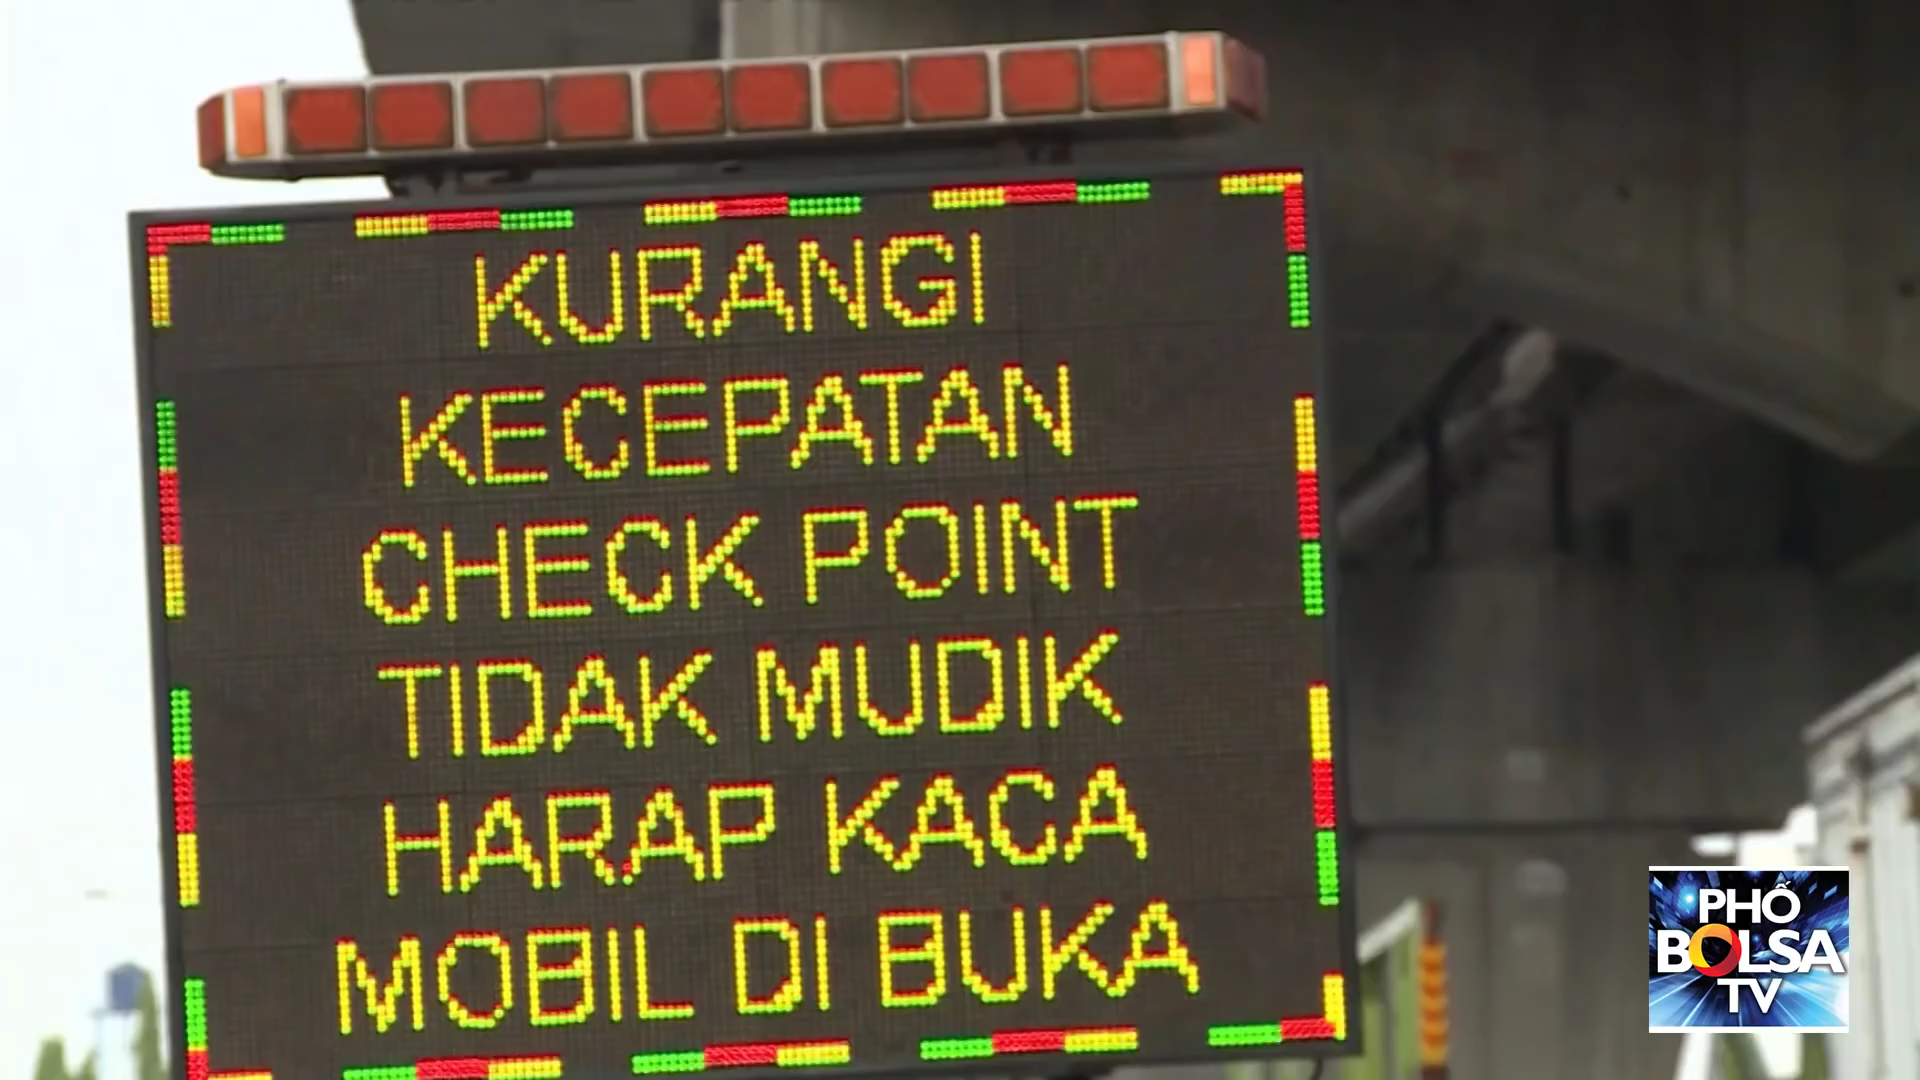 KURANGI
KECEPATAN
CHECK POINT
TIDAK MUDIK
HARAP KACA
MOBIL DI BUKA
PHỐ
BOLSA
TV